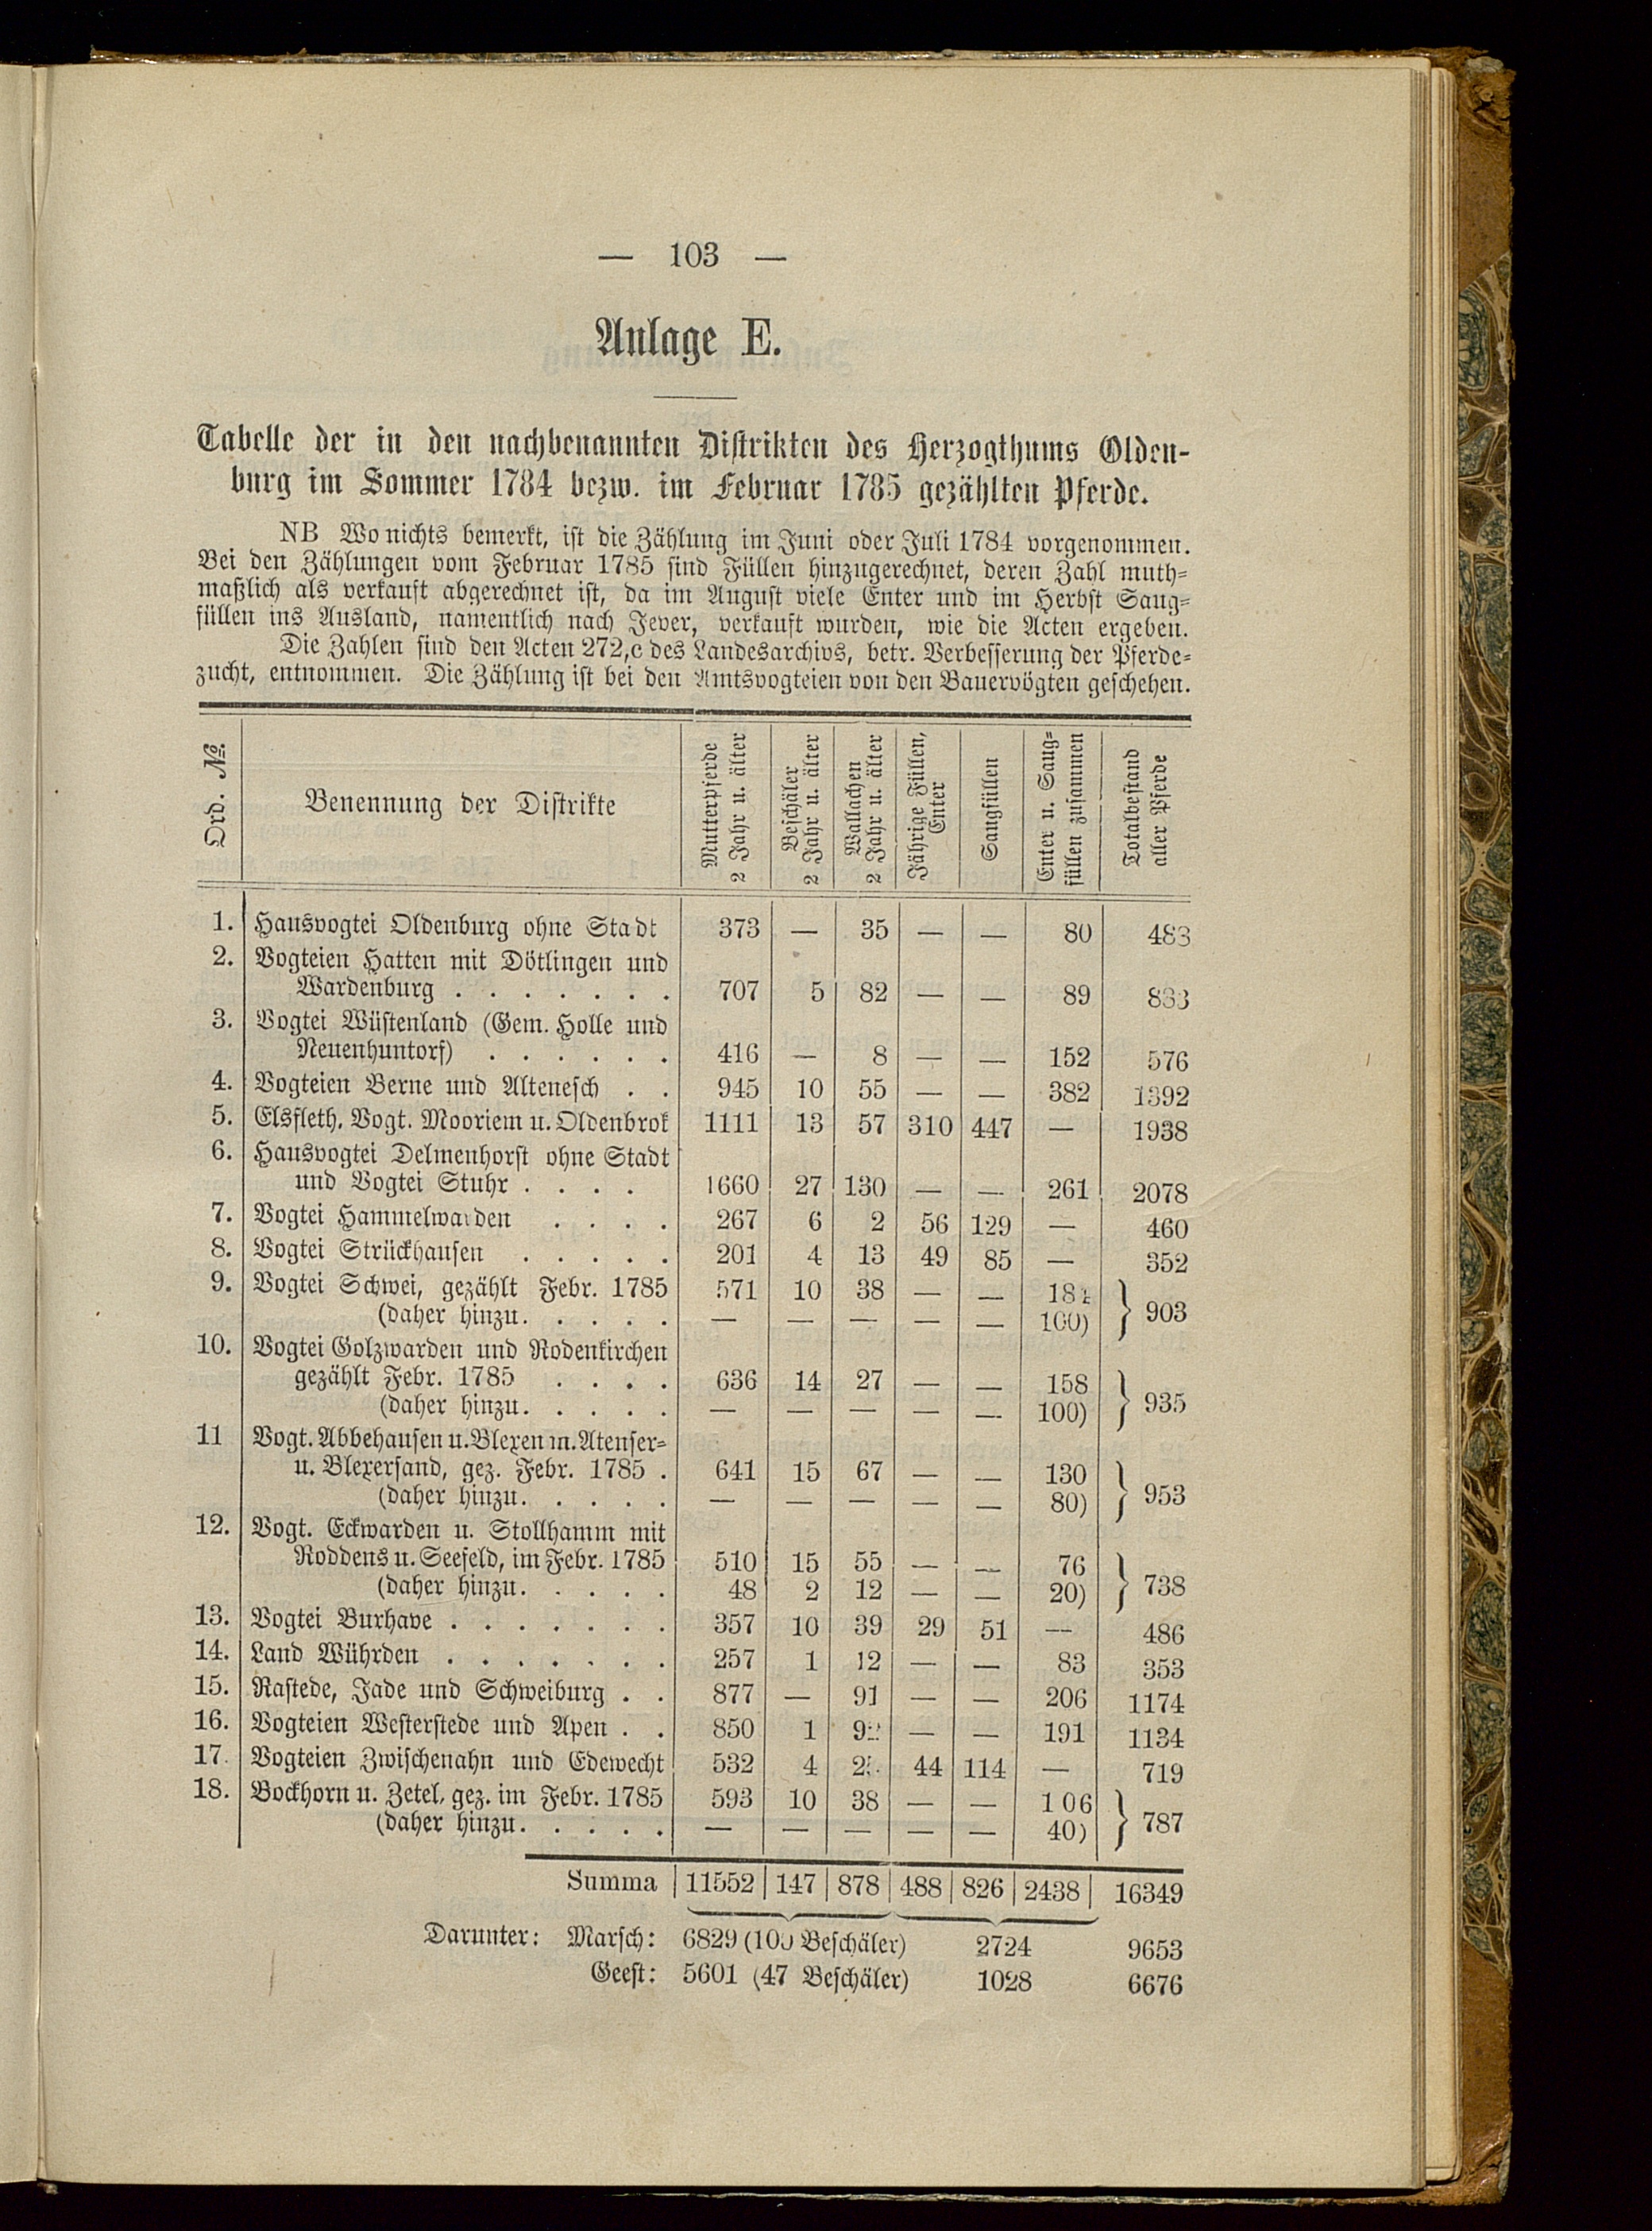 — 103 —
Anlage E.
Tabelle der in den nachbenannten Distrikten des Herzogthums Olden-
burg im Sommer 1784 bezw. im Februar 1785 gezählten Pferde.
NB Wo nichts bemerkt, ist die Zählung im Juni oder Juli 1784 vorgenommen.
Bei den Zählungen vom Februar 1785 sind Füllen hinzugerechnet, deren Zahl muth-
maßlich als verkauft abgerechnet ist, da im August viele Enter und im Herbst Saug-
füllen ins Ausland, namentlich nach Jever, verkauft wurden, wie die Acten ergeben.
Die Zahlen sind den Acten 272,c des Landesarchivs, betr. Verbesserung der Pferde-
zucht, entnommen. Die Zählung ist bei den Amtsvogteien von den Bauervögten geschehen.
Ord. №. Benennung der Distrikte Mutterpferde 2 Jahr u. älter Beschäler 2 Jahr u. älter Wallachen 2 Jahr u. älter Jährige Füllen, Enter Saugfüllen Enter u. Saug-füllen zusammen Totalbestand aller Pferde
1. Hausvogtei Oldenburg ohne Stadt 373 — 35 — — 80 483
2. Vogteien Hatten mit Dötlingen und
Wardenburg . . . . . . . 707 5 82 — — 89 883
3. Vogtei Wüstenland (Gem. Holle und
Neuenhuntorf) . . . . . . 416 — 8 — — 152 576
4. Vogteien Berne und Altenesch . . 945 10 55 — — 382 1392
5. Elsfleth, Vogt. Mooriem u. Oldenbrok 1111 13 57 310 447 — 1938
6. Hausvogtei Delmenhorst ohne Stadt
und Vogtei Stuhr . . . . 1660 27 130 — — 261 2078
7. Vogtei Hammelwarden . . . . 267 6 2 56 129 — 460
8. Vogtei Strückhausen . . . . . 201 4 13 49 85 — 352
9. Vogtei Schwei, gezählt Febr. 1785 571 10 38 — — 184
(daher hinzu. . . . . — — — — — 100) } 903
10. Vogtei Golzwarden und Rodenkirchen
gezählt Febr. 1785 . . . . 636 14 27 — — 158
(daher hinzu. . . . . — — — — — 100) } 935
11 Vogt. Abbehausen u. Blexen m. Atenser-
u. Blexersand, gez. Febr. 1785 . 641 15 67 — — 130
(daher hinzu. . . . . — — — — — 80) } 953
12. Vogt. Eckwarden u. Stollhamm mit
Roddens u. Seefeld, im Febr. 1785 510 15 55 — — 76
(daher hinzu. . . . . 48 2 12 — — 20) } 738
13. Vogtei Burhave . . . . . . . 357 10 39 29 51 — 486
14. Land Wührden . . . . . . . 257 1 12 — — 83 353
15. Rastede, Jade und Schweiburg . . 877 — 91 — — 206 1174
16. Vogteien Westerstede und Apen . . 850 1 92 — — 191 1134
17. Vogteien Zwischenahn und Edewecht 532 4 25 44 114 — 719
18. Bockhorn u. Zetel, gez. im Febr. 1785 593 10 38 — — 106
(daher hinzu. . . . . — — — — — 40) } 787
Summa 11552 147 878 488 826 2438 16349
Darunter: Marsch: 6829 (100 Beschäler) 2724 9653
Geest: 5601 (47 Beschäler) 1028 6676